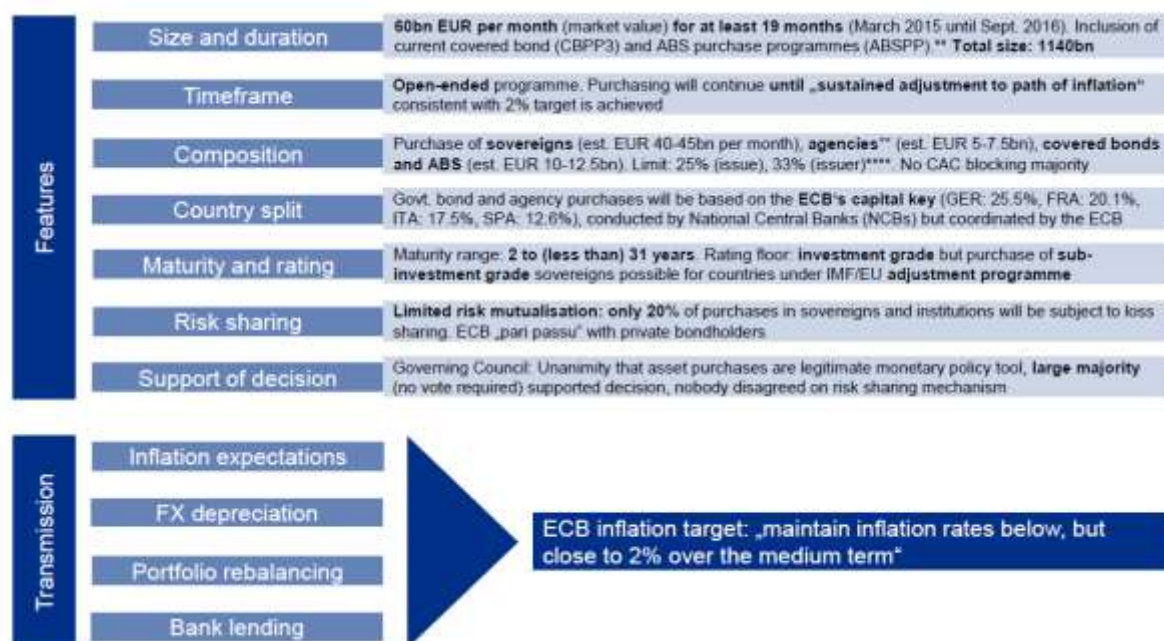 Features
Size and duration
60bn EUR per month (market value) for at least 19 months (March 2015 until Sept. 2016). Inclusion of
current covered bond (CBPP3) and ABS purchase programmes (ABSPP).** Total size: 1140bn
Timeframe
Open-ended programme. Purchasing will continue until „sustained adjustment to path of inflation“
consistent with 2% target is achieved
Composition
Purchase of sovereigns (est. EUR 40-45bn per month), agencies** (est. EUR 5-7.5bn), covered bonds
and ABS (est. EUR 10-12.5bn). Limit: 25% (issue), 33% (issuer)****. No CAC blocking majority
Country split
Govt. bond and agency purchases will be based on the ECB's capital key (GER: 25.5%, FRA: 20.1%,
ITA: 17.5%, SPA: 12.6%), conducted by National Central Banks (NCBs) but coordinated by the ECB
Maturity and rating
Maturity range: 2 to (less than) 31 years. Rating floor: investment grade but purchase of sub-
investment grade sovereigns possible for countries under IMF/EU adjustment programme
Risk sharing
Limited risk mutualisation: only 20% of purchases in sovereigns and institutions will be subject to loss
sharing. ECB „pari passu“ with private bondholders
Support of decision
Governing Council: Unanimity that asset purchases are legitimate monetary policy tool, large majority
(no vote required) supported decision, nobody disagreed on risk sharing mechanism
Transmission
Inflation expectations
FX depreciation
Portfolio rebalancing
Bank lending
ECB inflation target: „maintain inflation rates below, but
close to 2% over the medium term“